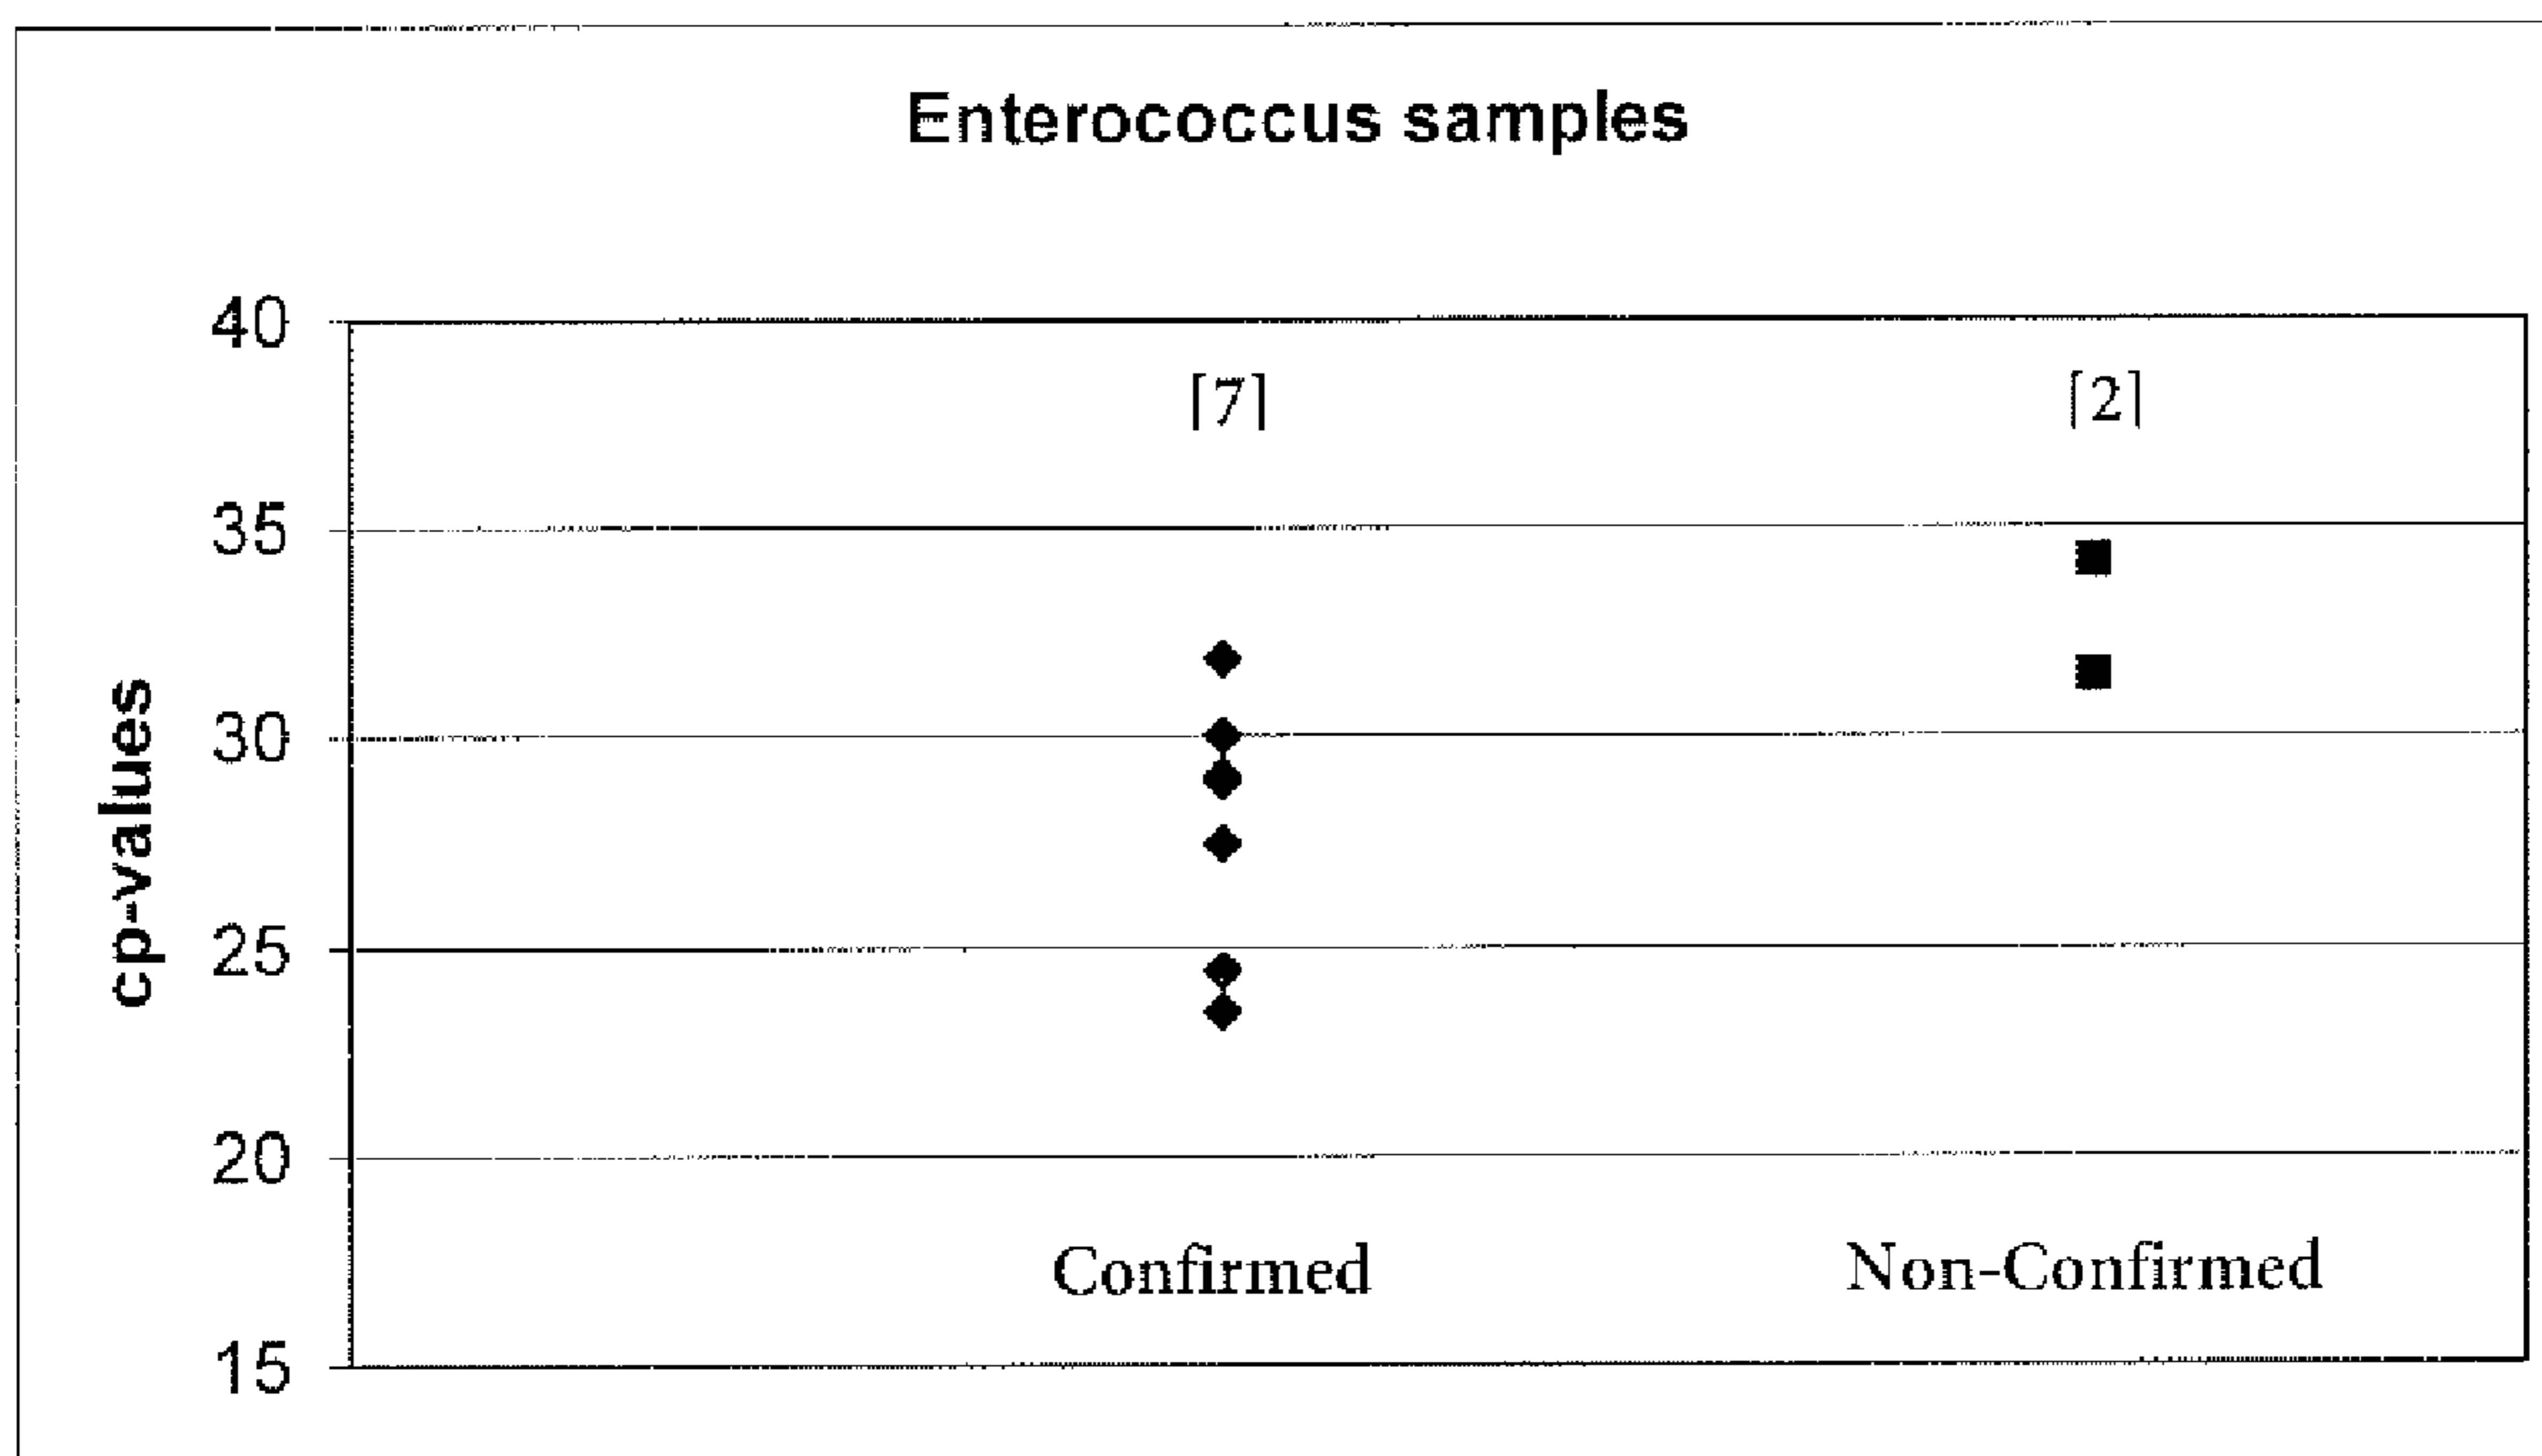 Enterococcus samples
40
[7] [2]
35
30
cp-values
25
20
Confirmed Non-Confirmed
15